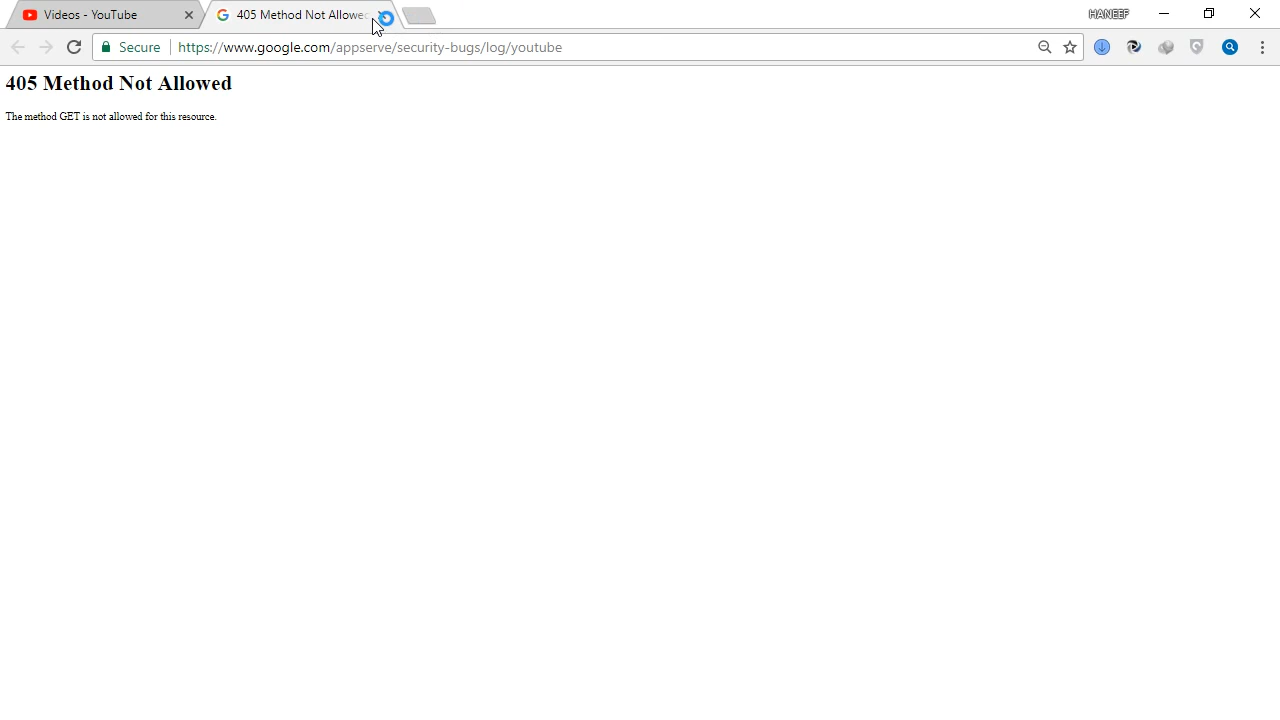 Videos - YouTube
405 Method Not Allowed
HANEEF
Secure
https://www.google.com/appserve/security-bugs/log/youtube
405 Method Not Allowed
The method GET is not allowed for this resource.